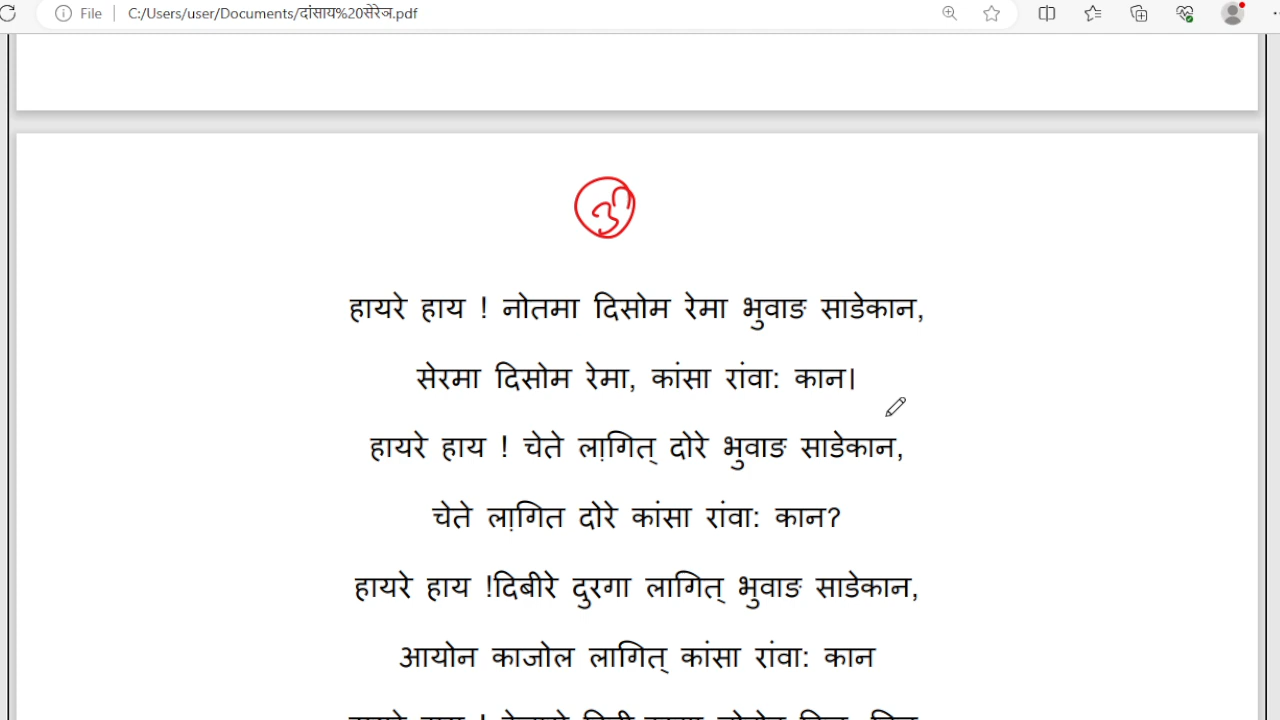 File C:/Users/user/Documents/दांसाय%20सेरेञ.pdf
हायरे हाय ! नोतमा दिसोम रेमा भुवाङ साडेकान,
सेरमा दिसोम रेमा, कांसा रांवा: कान।
हायरे हाय ! चेते ला़गित् दोरे भुवाङ साडेकान,
चेते ला़गित दोरे कांसा रांवा: कान?
हायरे हाय !दिबीरे दुरगा लागित् भुवाङ साडेकान,
आयोन काजोल लागित् कांसा रांवा: कान